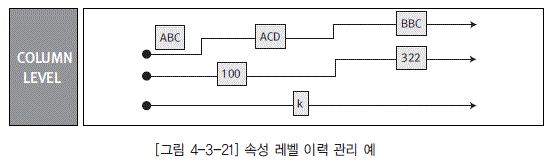 COLUMN
LEVEL
ABC
ACD
BBC
100
322
k
[그림 4-3-21] 속성 레벨 이력 관리 예